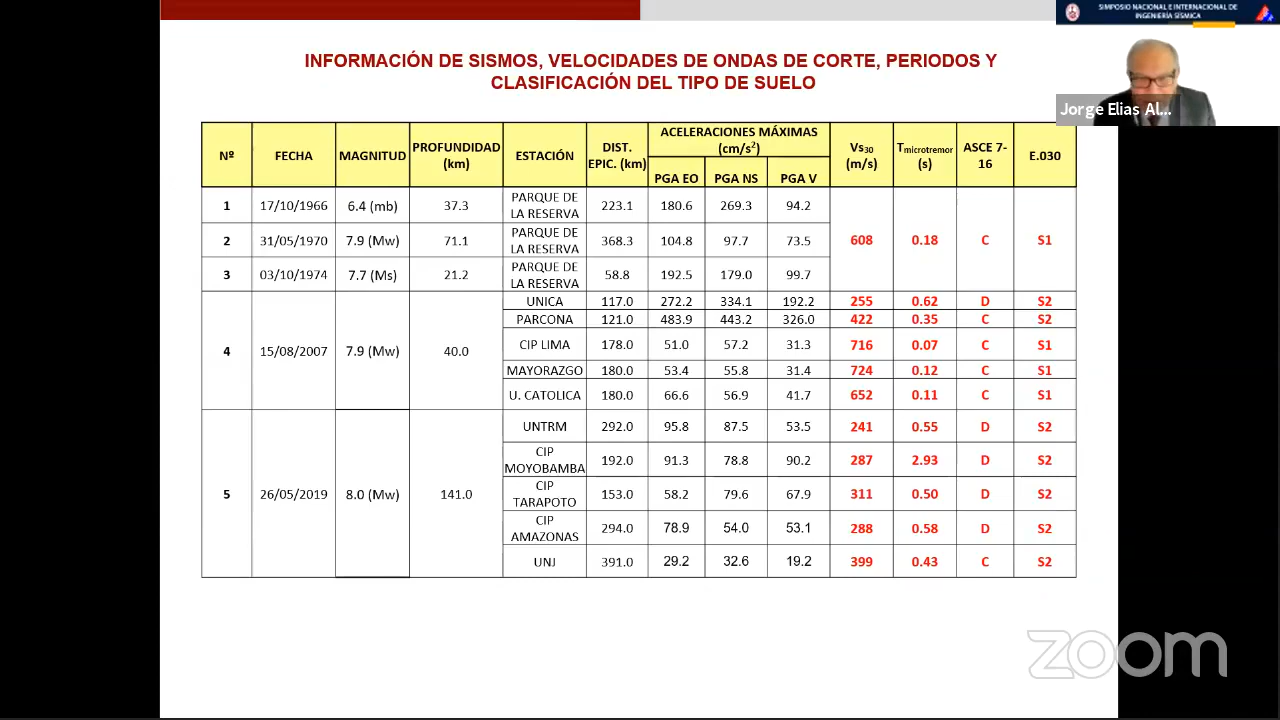 SIMPOSIO NACIONAL E INTERNACIONAL DE
INGENIERÍA SÍSMICA
Jorge Elias Al...
INFORMACIÓN DE SISMOS, VELOCIDADES DE ONDAS DE CORTE, PERIODOS Y
CLASIFICACIÓN DEL TIPO DE SUELO
Nº FECHA MAGNITUD PROFUNDIDAD (km) ESTACIÓN DIST. EPIC. (km) ACELERACIONES MÁXIMAS (cm/s²) Vs30 (m/s) Tmicrotremor (s) ASCE 7-16 E.030
PGA EO PGA NS PGA V
1 17/10/1966 6.4 (mb) 37.3 PARQUE DE LA RESERVA 223.1 180.6 269.3 94.2
2 31/05/1970 7.9 (Mw) 71.1 PARQUE DE LA RESERVA 368.3 104.8 97.7 73.5 608 0.18 C S1
3 03/10/1974 7.7 (Ms) 21.2 PARQUE DE LA RESERVA 58.8 192.5 179.0 99.7
4 15/08/2007 7.9 (Mw) 40.0
UNICA 117.0 272.2 334.1 192.2 255 0.62 D S2
PARCONA 121.0 483.9 443.2 326.0 422 0.35 C S2
CIP LIMA 178.0 51.0 57.2 31.3 716 0.07 C S1
MAYORAZGO 180.0 53.4 55.8 31.4 724 0.12 C S1
U. CATOLICA 180.0 66.6 56.9 41.7 652 0.11 C S1
5 26/05/2019 8.0 (Mw) 141.0
UNTRM 292.0 95.8 87.5 53.5 241 0.55 D S2
CIP MOYOBAMBA 192.0 91.3 78.8 90.2 287 2.93 D S2
CIP TARAPOTO 153.0 58.2 79.6 67.9 311 0.50 D S2
CIP AMAZONAS 294.0 78.9 54.0 53.1 288 0.58 D S2
UNJ 391.0 29.2 32.6 19.2 399 0.43 C S2
zoom